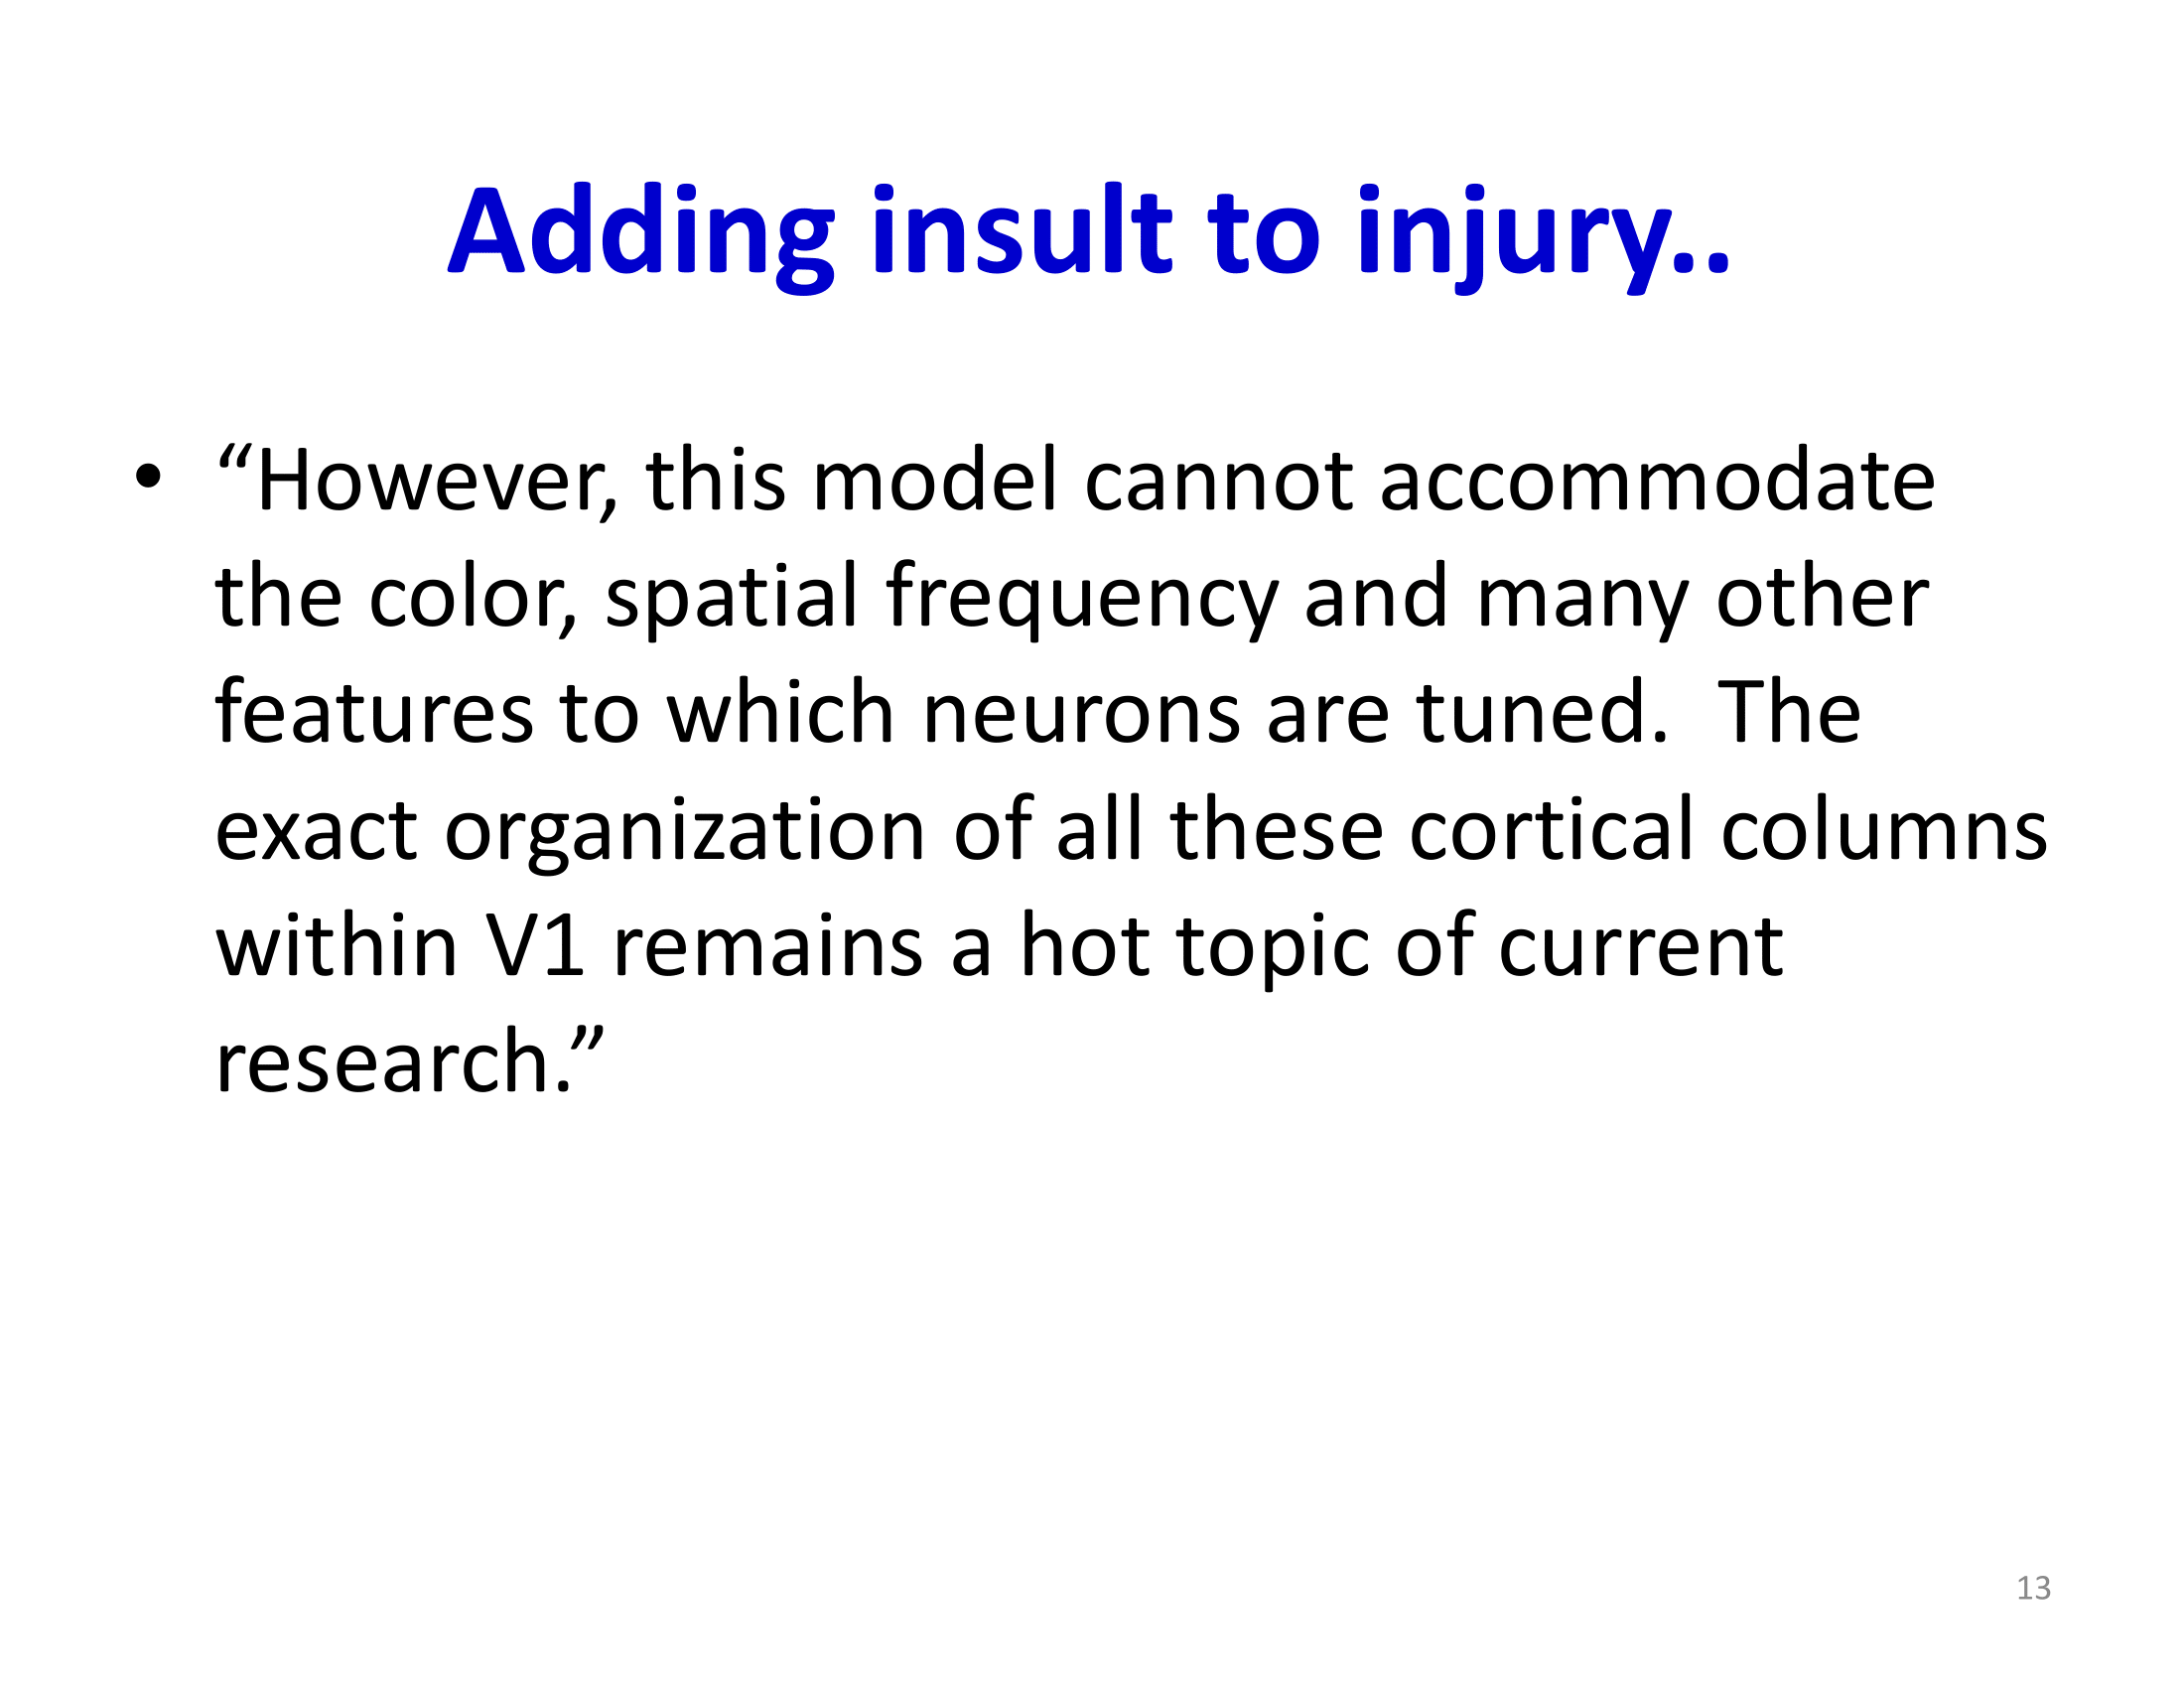 Adding insult to injury..
• “However, this model cannot accommodate
the color, spatial frequency and many other
features to which neurons are tuned.  The
exact organization of all these cortical columns
within V1 remains a hot topic of current
research.”
13